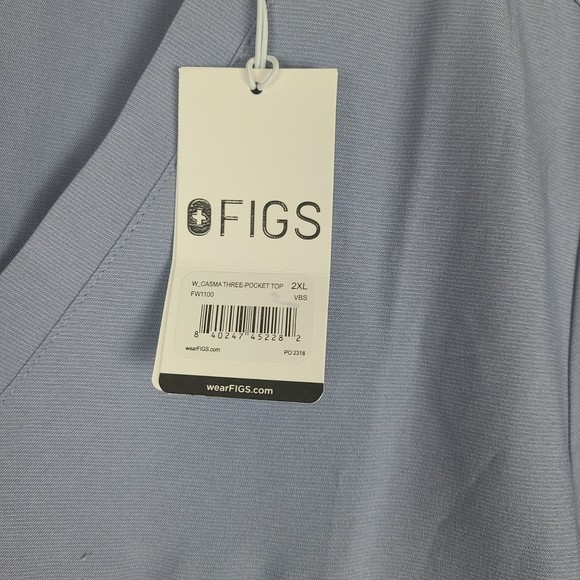 FIGS
W_CASMA THREE-POCKET TOP 2XL
FW1100 VBS
8 40247 45228 2
wearFIGS.com PO:2318
wearFIGS.com